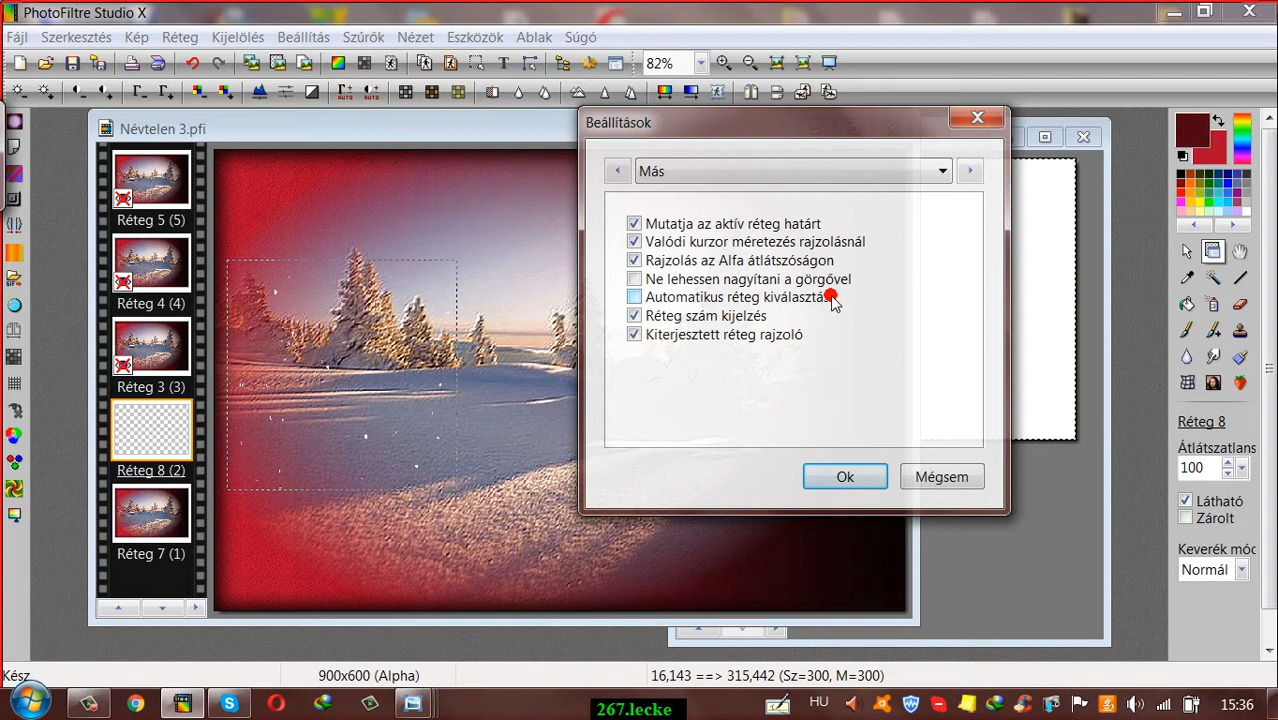 PhotoFiltre Studio X
Fájl Szerkesztés Kép Réteg Kijelölés Beállítás Szűrők Nézet Eszközök Ablak Súgó
82%
Névtelen 3.pfi
Réteg 5 (5)
Réteg 4 (4)
Réteg 3 (3)
Réteg 8 (2)
Réteg 7 (1)
Beállítások
Más
Mutatja az aktív réteg határt
Valódi kurzor méretezés rajzolásnál
Rajzolás az Alfa átlátszóságon
Ne lehessen nagyítani a görgővel
Automatikus réteg
Réteg szám kijelzés
Kiterjesztett réteg rajzoló
Ok Mégsem
Réteg 8
Átlátszatlans
100
Látható
Zárolt
Keverék móc
Normál
Kész 900x600 (Alpha) 16,143 ==> 315,442 (Sz=300, M=300)
267.lecke
HU
15:36